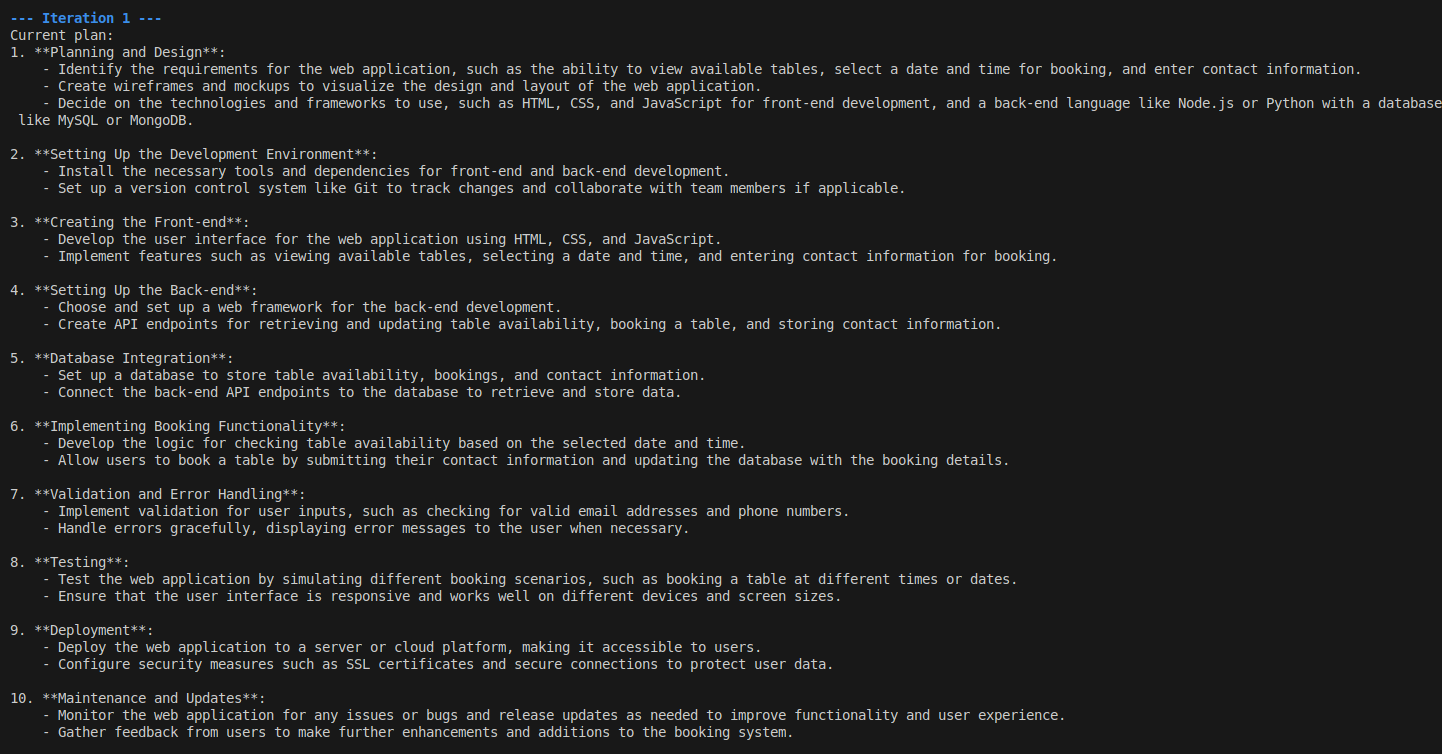 --- Iteration 1 ---
Current plan:
1. **Planning and Design**:
    - Identify the requirements for the web application, such as the ability to view available tables, select a date and time for booking, and enter contact information.
    - Create wireframes and mockups to visualize the design and layout of the web application.
    - Decide on the technologies and frameworks to use, such as HTML, CSS, and JavaScript for front-end development, and a back-end language like Node.js or Python with a database
 like MySQL or MongoDB.

2. **Setting Up the Development Environment**:
    - Install the necessary tools and dependencies for front-end and back-end development.
    - Set up a version control system like Git to track changes and collaborate with team members if applicable.

3. **Creating the Front-end**:
    - Develop the user interface for the web application using HTML, CSS, and JavaScript.
    - Implement features such as viewing available tables, selecting a date and time, and entering contact information for booking.

4. **Setting Up the Back-end**:
    - Choose and set up a web framework for the back-end development.
    - Create API endpoints for retrieving and updating table availability, booking a table, and storing contact information.

5. **Database Integration**:
    - Set up a database to store table availability, bookings, and contact information.
    - Connect the back-end API endpoints to the database to retrieve and store data.

6. **Implementing Booking Functionality**:
    - Develop the logic for checking table availability based on the selected date and time.
    - Allow users to book a table by submitting their contact information and updating the database with the booking details.

7. **Validation and Error Handling**:
    - Implement validation for user inputs, such as checking for valid email addresses and phone numbers.
    - Handle errors gracefully, displaying error messages to the user when necessary.

8. **Testing**:
    - Test the web application by simulating different booking scenarios, such as booking a table at different times or dates.
    - Ensure that the user interface is responsive and works well on different devices and screen sizes.

9. **Deployment**:
    - Deploy the web application to a server or cloud platform, making it accessible to users.
    - Configure security measures such as SSL certificates and secure connections to protect user data.

10. **Maintenance and Updates**:
    - Monitor the web application for any issues or bugs and release updates as needed to improve functionality and user experience.
    - Gather feedback from users to make further enhancements and additions to the booking system.